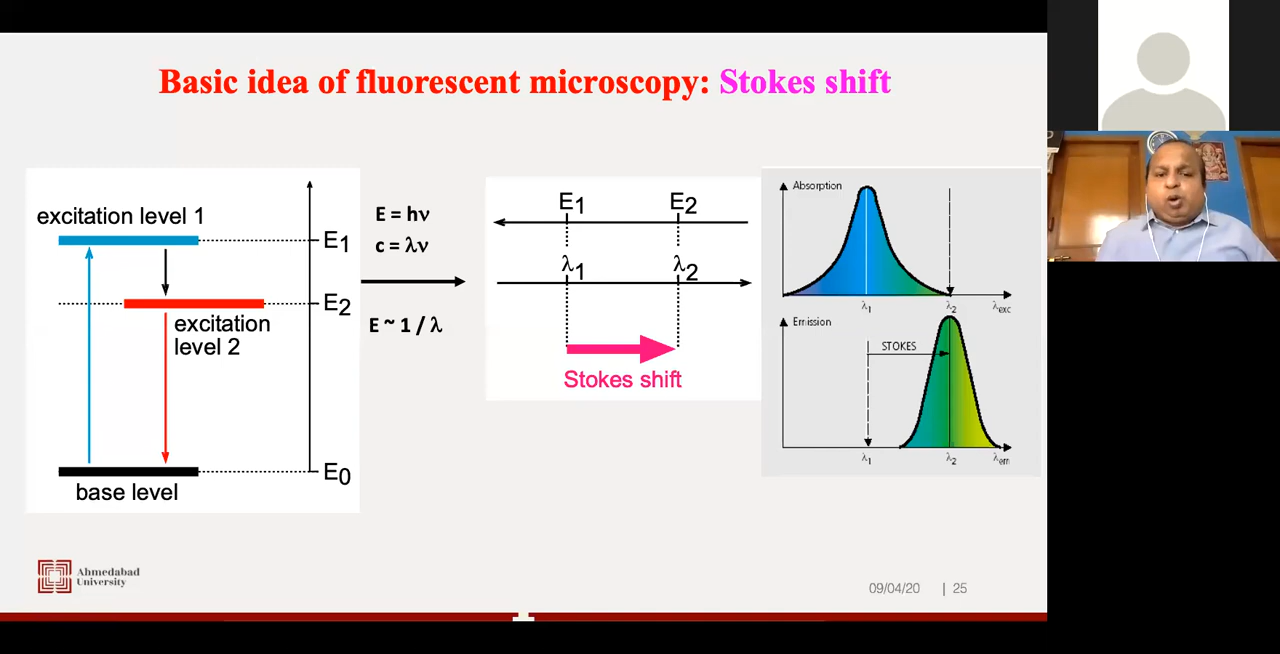 Basic idea of fluorescent microscopy: Stokes shift
excitation level 1
E1
E2
excitation
level 2
base level
E0
E = hν
c = λν
E ~ 1 / λ
E1 E2
λ1 λ2
Stokes shift
Absorption
λ1 λ2 λexc
Emission
STOKES
λ1 λ2 λem
Ahmedabad
University
09/04/20 | 25